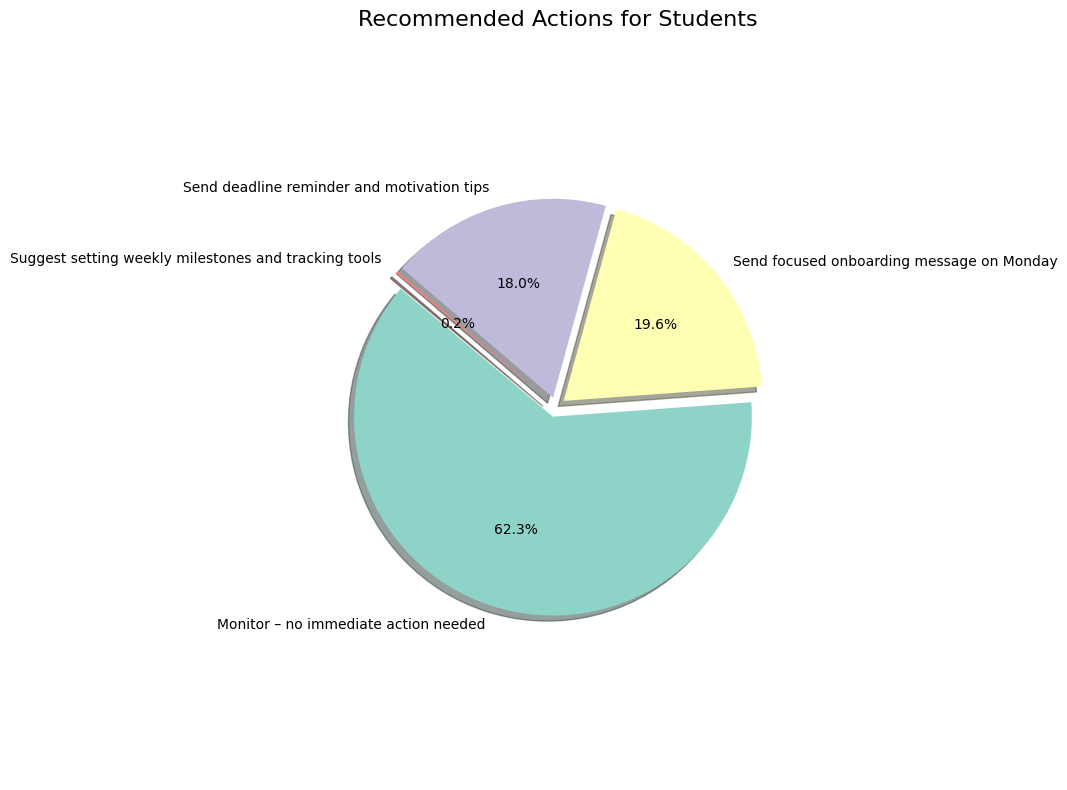 Recommended Actions for Students
Send deadline reminder and motivation tips
Suggest setting weekly milestones and tracking tools
Send focused onboarding message on Monday
18.0%
0.2%
19.6%
62.3%
Monitor – no immediate action needed